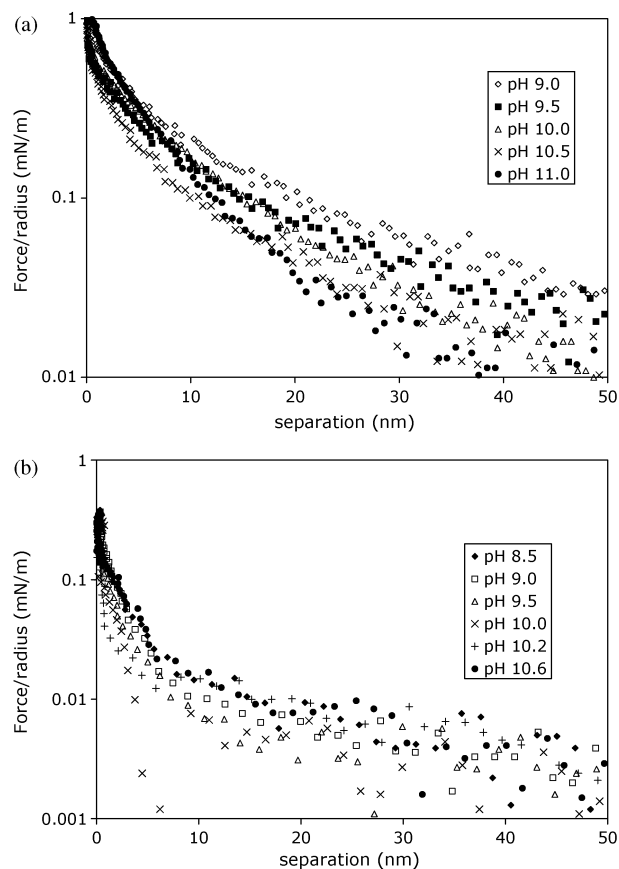 (a)
1
0.1
0.01
Force/radius (mN/m)
0 10 20 30 40 50
separation (nm)
pH 9.0
pH 9.5
pH 10.0
pH 10.5
pH 11.0
(b)
1
0.1
0.01
0.001
Force/radius (mN/m)
0 10 20 30 40 50
separation (nm)
pH 8.5
pH 9.0
pH 9.5
pH 10.0
pH 10.2
pH 10.6